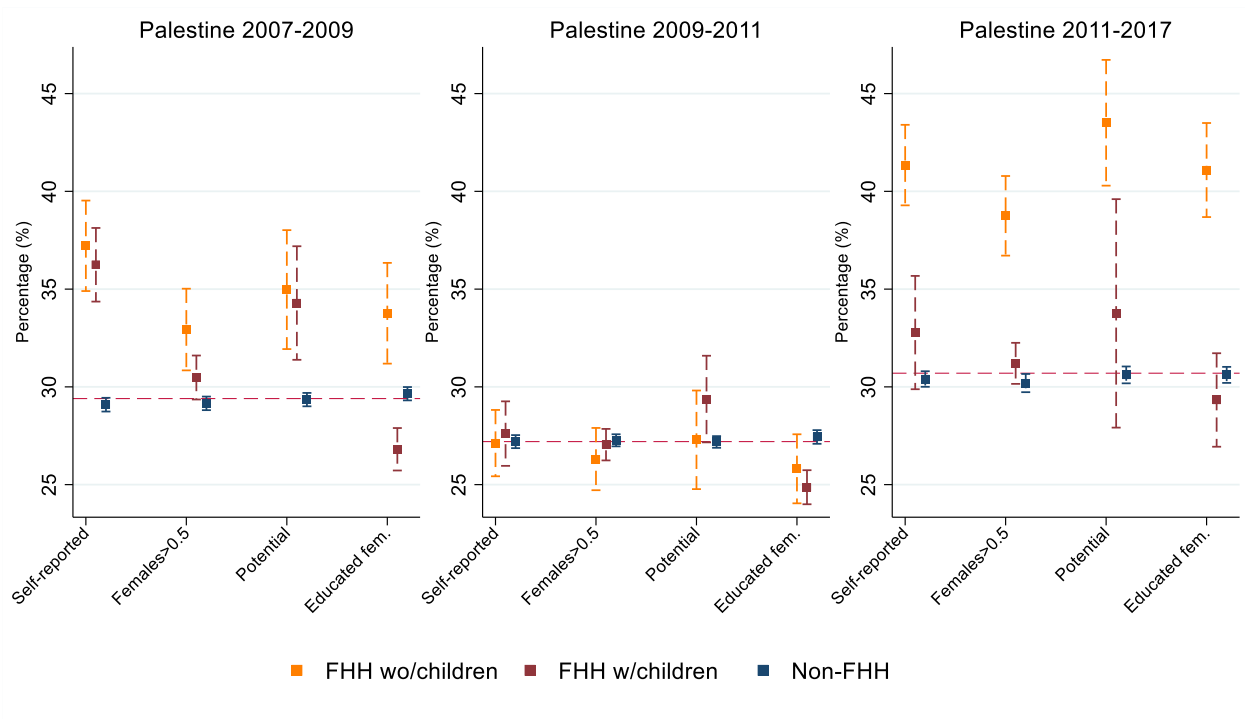 Palestine 2007-2009
Percentage (%)
45
40
35
30
25
Self-reported
Females>0.5
Potential
Educated fem.
Palestine 2009-2011
Percentage (%)
45
40
35
30
25
Self-reported
Females>0.5
Potential
Educated fem.
Palestine 2011-2017
Percentage (%)
45
40
35
30
25
Self-reported
Females>0.5
Potential
Educated fem.
FHH wo/children
FHH w/children
Non-FHH